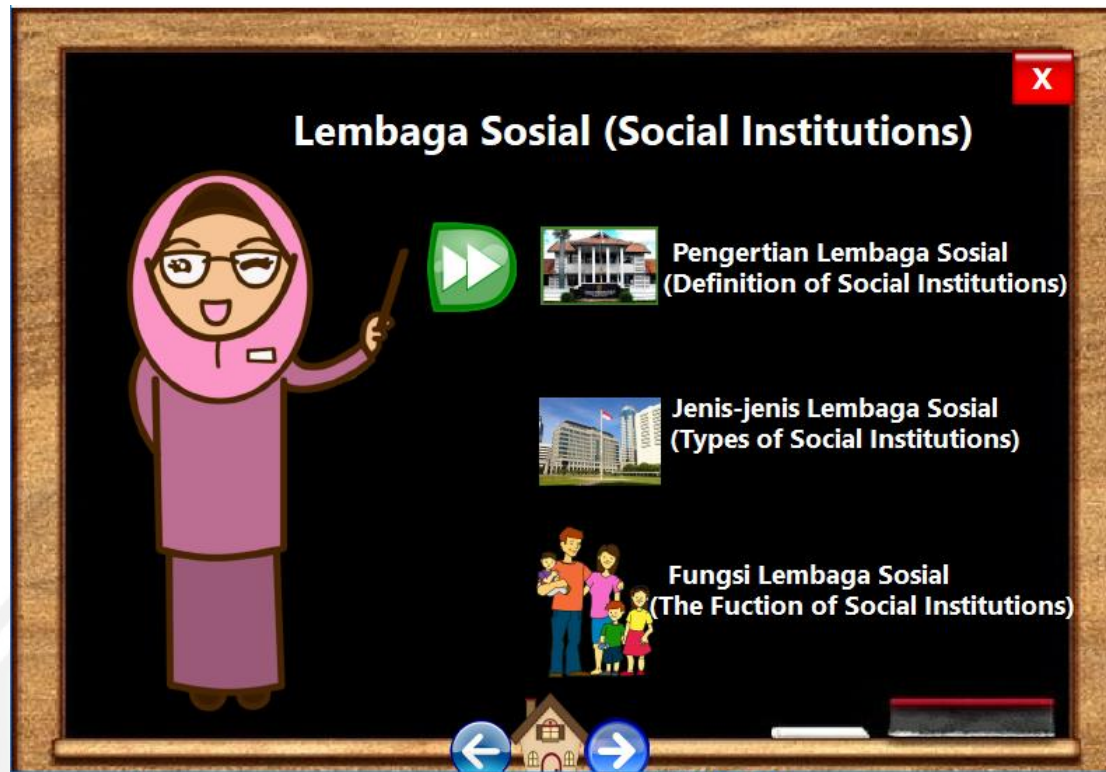 X
Lembaga Sosial (Social Institutions)
Pengertian Lembaga Sosial
(Definition of Social Institutions)
Jenis-jenis Lembaga Sosial
(Types of Social Institutions)
Fungsi Lembaga Sosial
(The Fuction of Social Institutions)